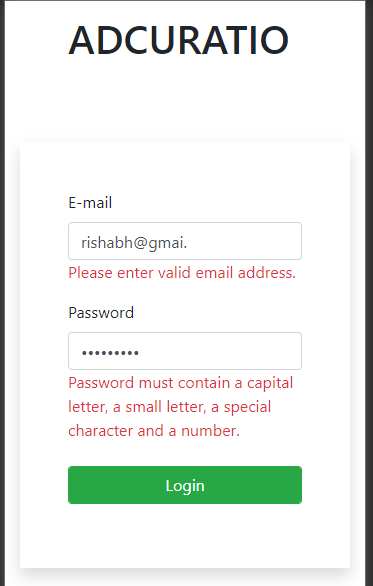 ADCURATIO
E-mail
rishabh@gmai.
Please enter valid email address.
Password
•••••••••
Password must contain a capital
letter, a small letter, a special
character and a number.
Login